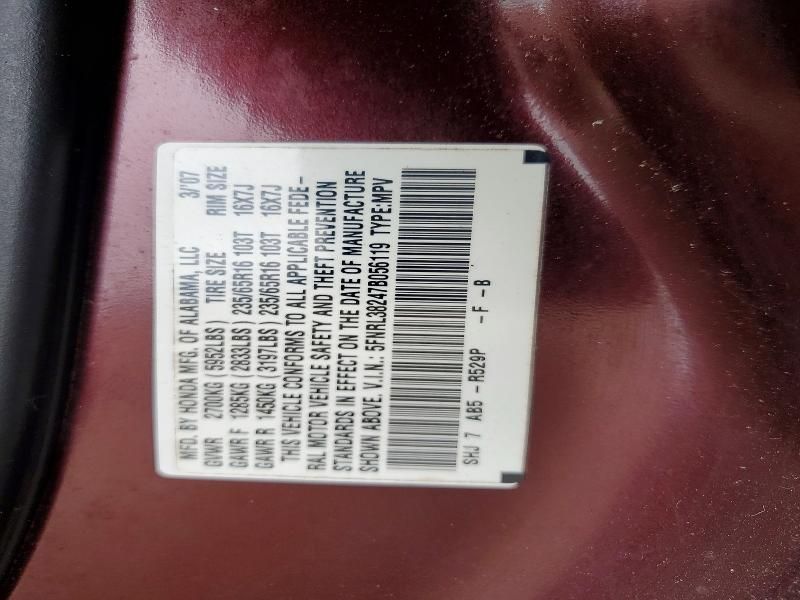 MFD. BY HONDA MFG. OF ALABAMA, LLC 3/'07
GVWR 2700KG (5952LBS) TIRE SIZE RIM SIZE
GAWR F 1285KG (2833LBS) 235/65R16 103T 16X7J
GAWR R 1450KG (3197LBS) 235/65R16 103T 16X7J
THIS VEHICLE CONFORMS TO ALL APPLICABLE FEDE-
RAL MOTOR VEHICLE SAFETY AND THEFT PREVENTION
STANDARDS IN EFFECT ON THE DATE OF MANUFACTURE
SHOWN ABOVE. V.I.N.: 5FNRL38247B056119 TYPE:MPV
SHJ 7 AB5 -R529P -F -B